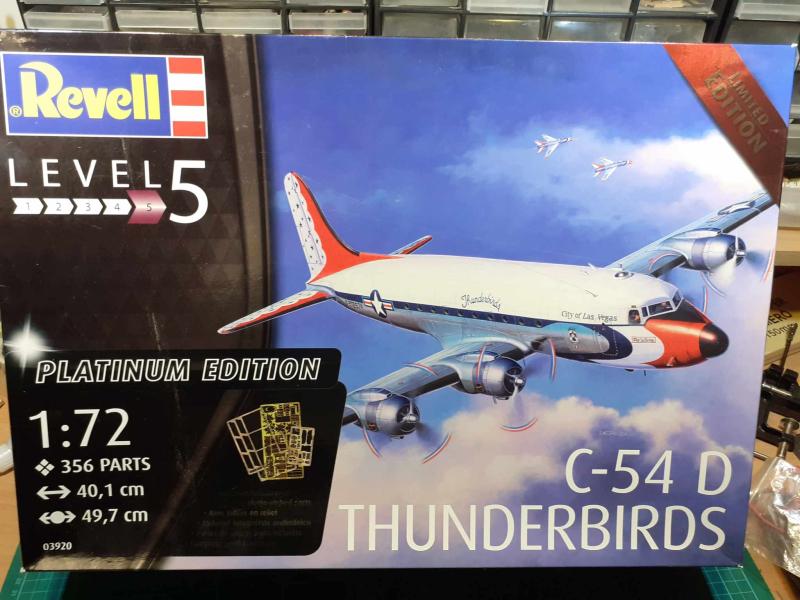 ® Revell
LIMITED
EDITION
LEVEL 5
1 2 3 4 5
Thunderbirds
City of Las Vegas
PLATINUM EDITION
1:72
356 PARTS
40,1 cm
49,7 cm
03920
C-54 D
THUNDERBIRDS